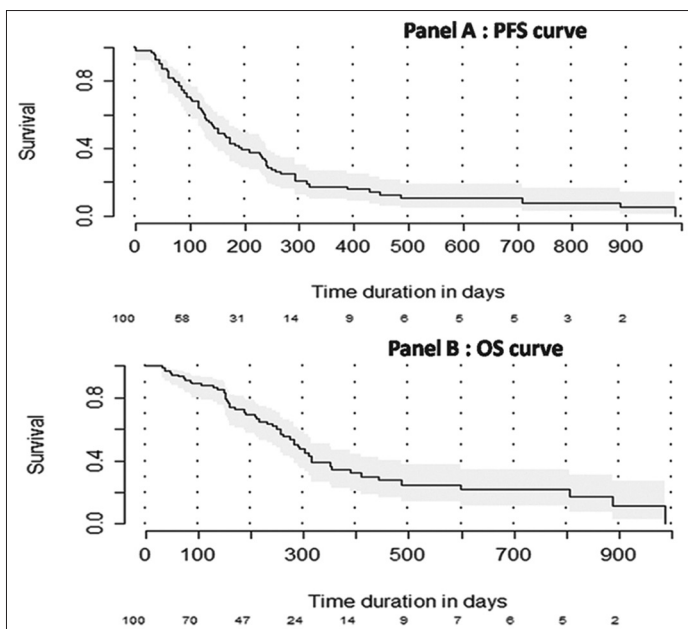 Panel A : PFS curve
Survival
0.8
0.4
0.0
0 100 200 300 400 500 600 700 800 900
Time duration in days
100 58 31 14 9 6 5 5 3 2
Panel B : OS curve
Survival
0.8
0.4
0.0
0 100 300 500 700 900
Time duration in days
100 70 47 24 14 9 7 6 5 2